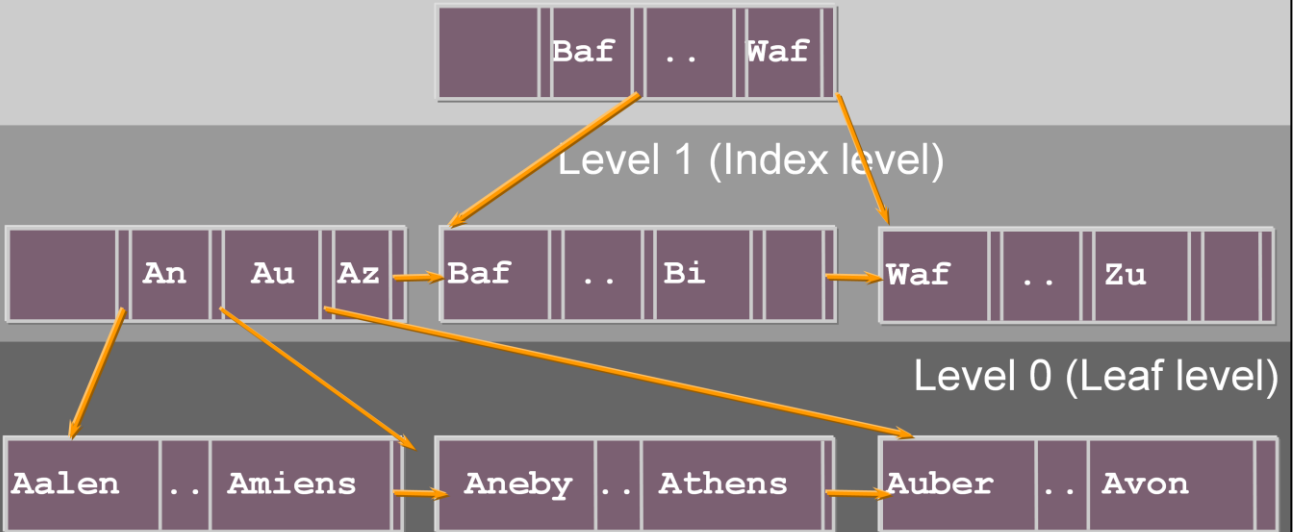 Baf .. Waf
Level 1 (Index level)
An Au Az Baf .. Bi Waf .. Zu
Level 0 (Leaf level)
Aalen .. Amiens Aneby .. Athens Auber .. Avon